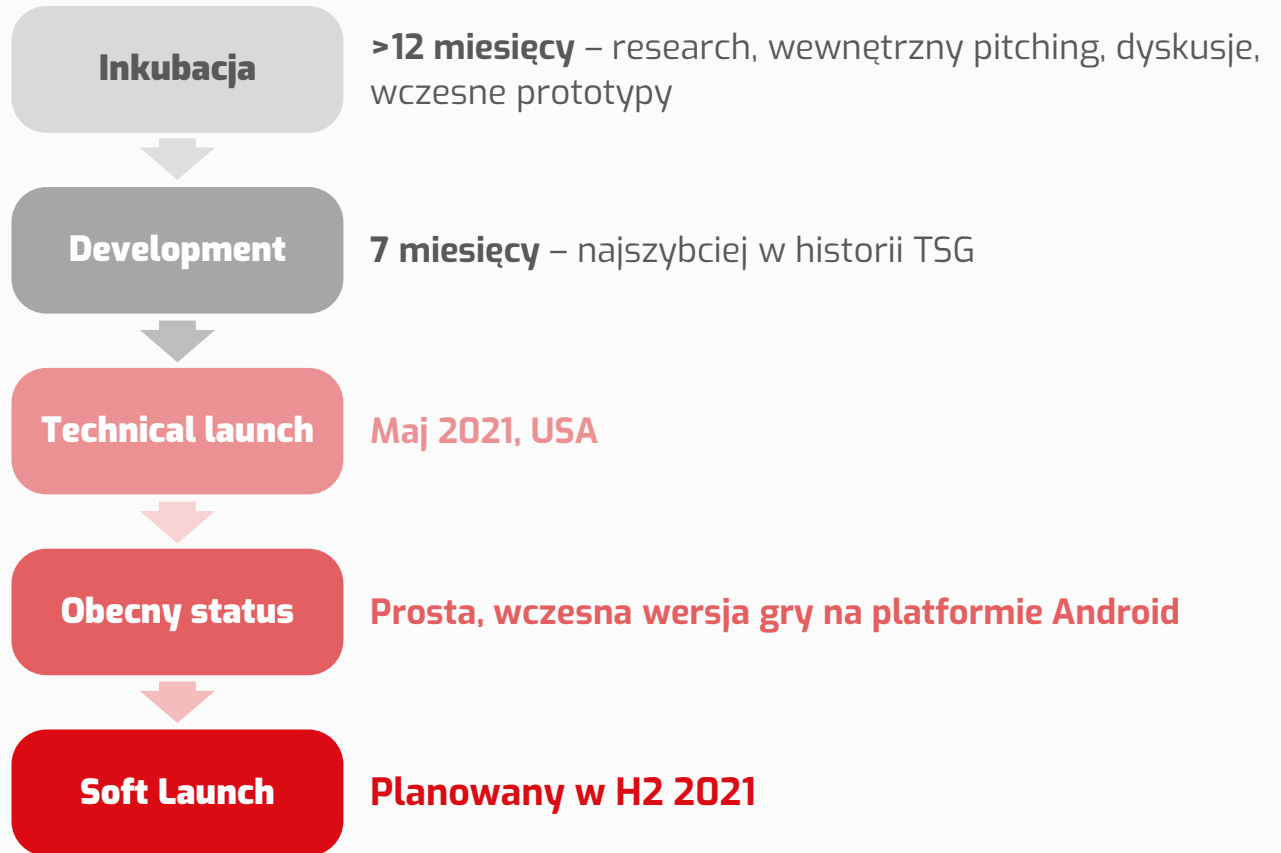 Inkubacja
>12 miesięcy – research, wewnętrzny pitching, dyskusje,
wczesne prototypy
Development
7 miesięcy – najszybciej w historii TSG
Technical launch
Maj 2021, USA
Obecny status
Prosta, wczesna wersja gry na platformie Android
Soft Launch
Planowany w H2 2021